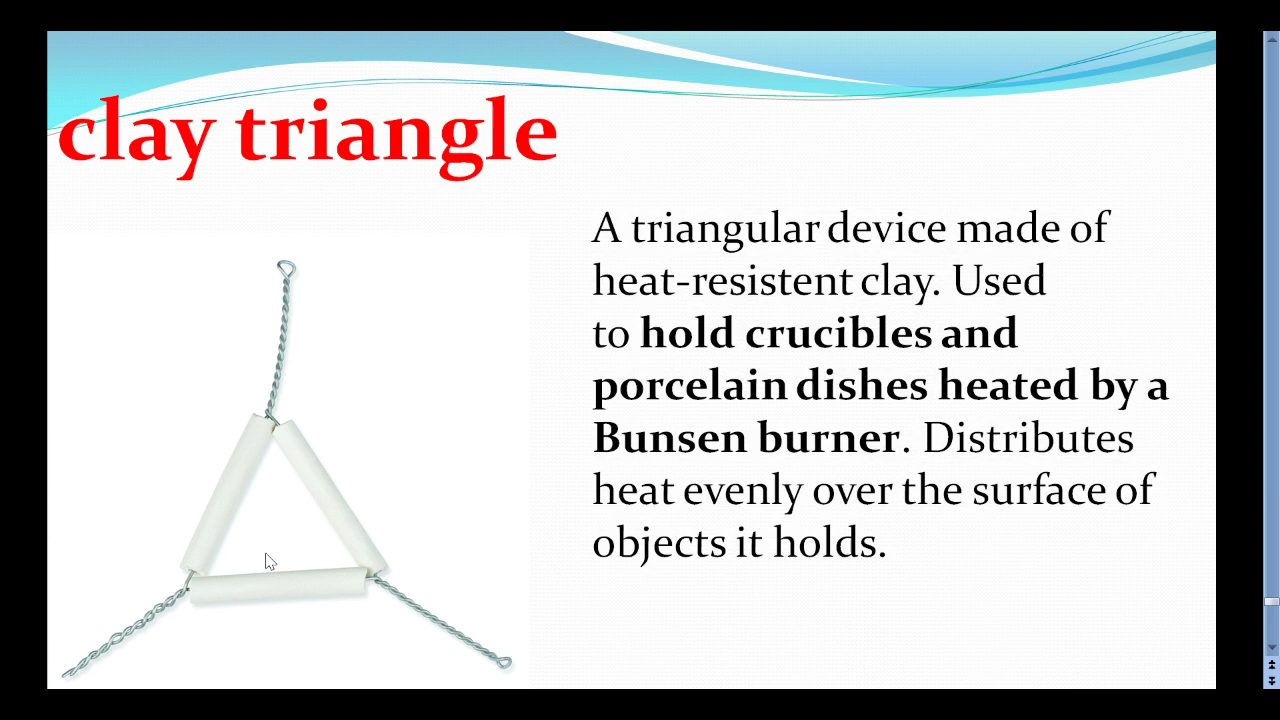 clay triangle
A triangular device made of
heat-resistent clay. Used
to hold crucibles and
porcelain dishes heated by a
Bunsen burner. Distributes
heat evenly over the surface of
objects it holds.